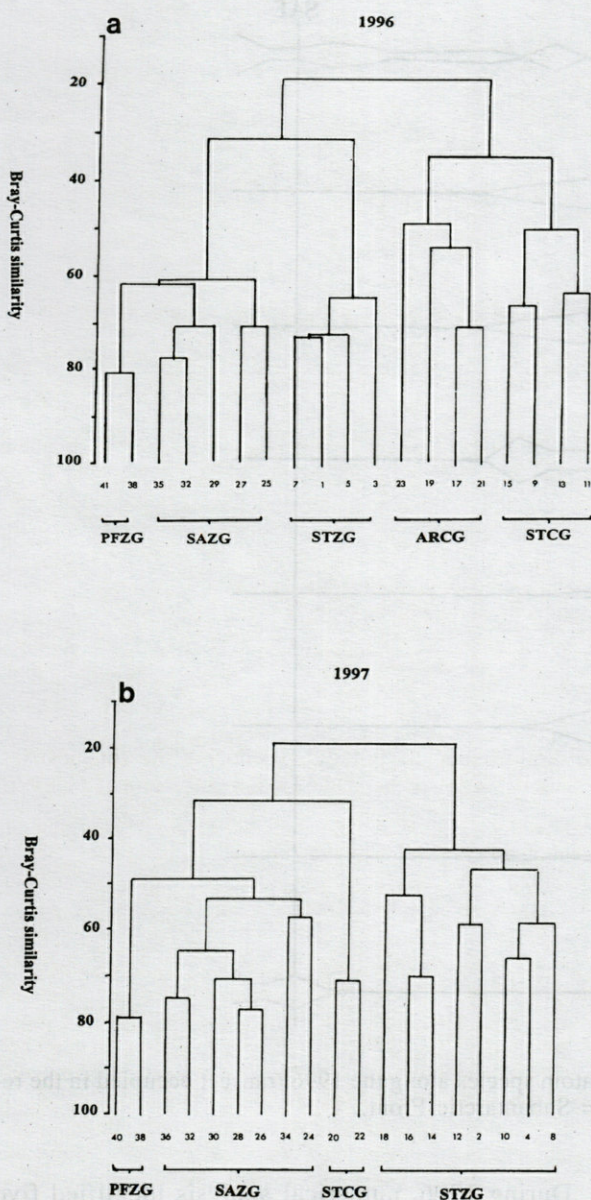 a
1996
Bray-Curtis similarity
20
40
60
80
100
41 38 35 32 29 27 25 7 1 5 3 23 19 17 21 15 9 13 11
PFZG SAZG STZG ARCG STCG
b
1997
Bray-Curtis similarity
20
40
60
80
100
40 38 36 32 30 28 26 34 24 20 22 18 16 14 12 2 10 4 8
PFZG SAZG STCG STZG